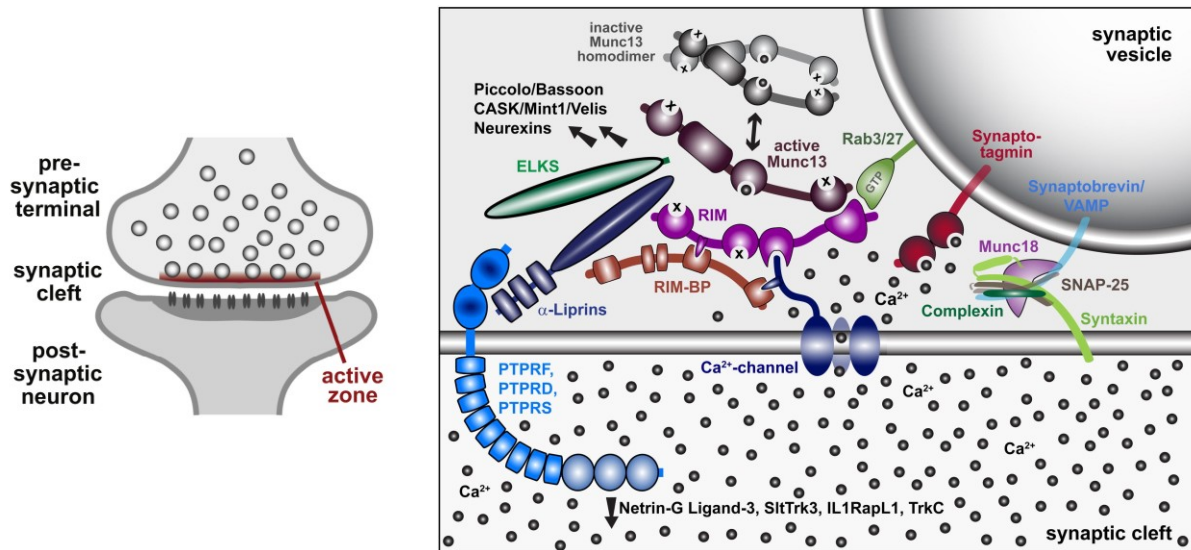 pre-
synaptic
terminal
synaptic
cleft
post-
synaptic
neuron
active
zone
inactive
Munc13
homodimer
synaptic
vesicle
Piccolo/Bassoon
CASK/Mint1/Velis
Neurexins
ELKS
active
Munc13
Rab3/27
GTP
Synapto-
tagmin
Synaptobrevin/
VAMP
RIM
Munc18
RIM-BP
SNAP-25
α-Liprins
Ca2+
Complexin
Syntaxin
PTPRF,
PTPRD,
PTPRS
Ca2+-channel
Ca2+
Ca2+
Ca2+
Netrin-G Ligand-3, SltTrk3, IL1RapL1, TrkC
synaptic cleft
x
x
x
x
x
x
x
x